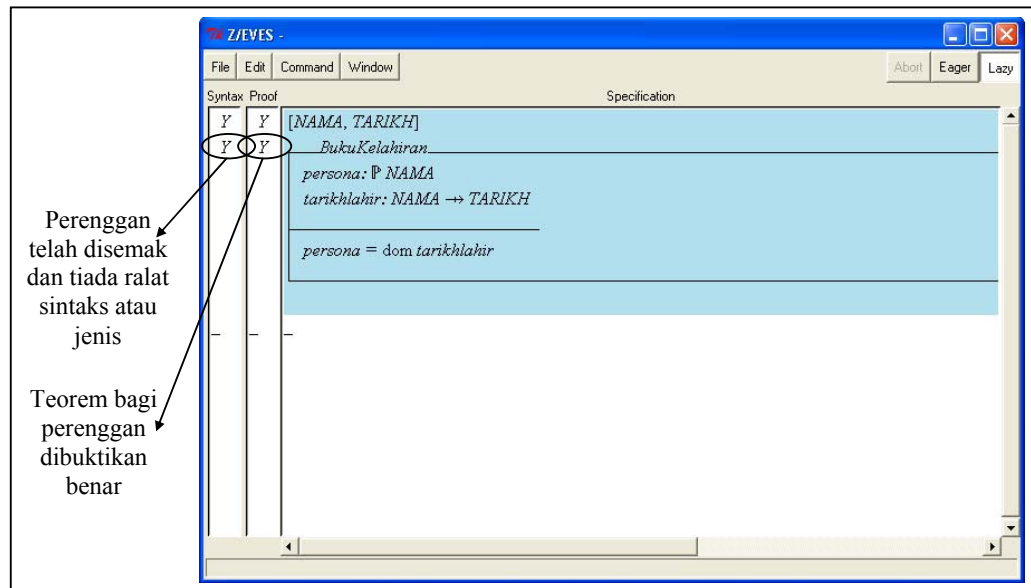 Z/EVES -
File Edit Command Window Abort Eager Lazy
Syntax Proof Specification
Y Y [NAMA, TARIKH]
Y Y BukuKelahiran
persona: ℙ NAMA
tarikhlahir: NAMA ⇸ TARIKH
persona = dom tarikhlahir
Perenggan
telah disemak
dan tiada ralat
sintaks atau
jenis
Teorem bagi
perenggan
dibuktikan
benar